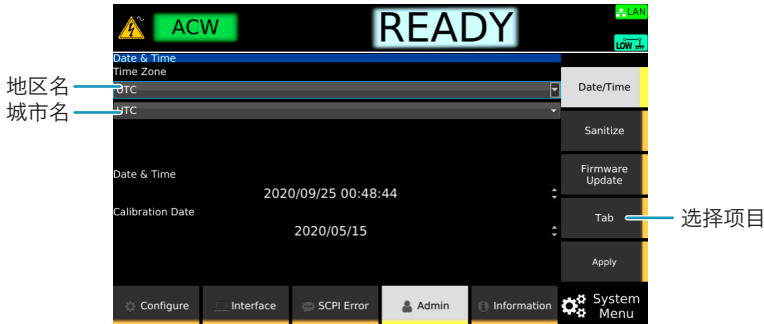 ACW
READY
LAN
LOW
Date & Time
Time Zone
地区名
UTC
城市名
UTC
Date/Time
Sanitize
Date & Time
2020/09/25 00:48:44
Firmware
Update
Calibration Date
2020/05/15
Tab
选择项目
Apply
Configure
Interface
SCPI Error
Admin
Information
System
Menu